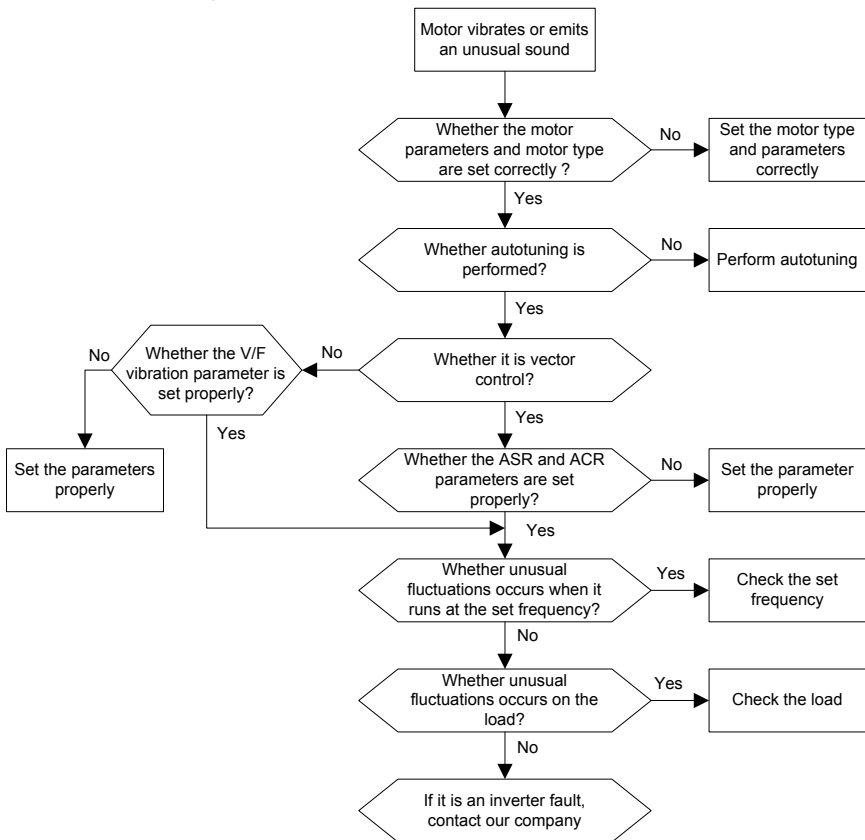 Motor vibrates or emits
an unusual sound
Whether the motor
parameters and motor type
are set correctly ?
No
Set the motor type
and parameters
correctly
Yes
Whether autotuning is
performed?
No
Perform autotuning
Yes
Whether it is vector
control?
No
Whether the V/F
vibration parameter is
set properly?
No
Set the parameters
properly
Yes
Yes
Whether the ASR and ACR
parameters are set
properly?
No
Set the parameter
properly
Yes
Whether unusual
fluctuations occurs when it
runs at the set frequency?
Yes
Check the set
frequency
No
Whether unusual
fluctuations occurs on the
load?
Yes
Check the load
No
If it is an inverter fault,
contact our company